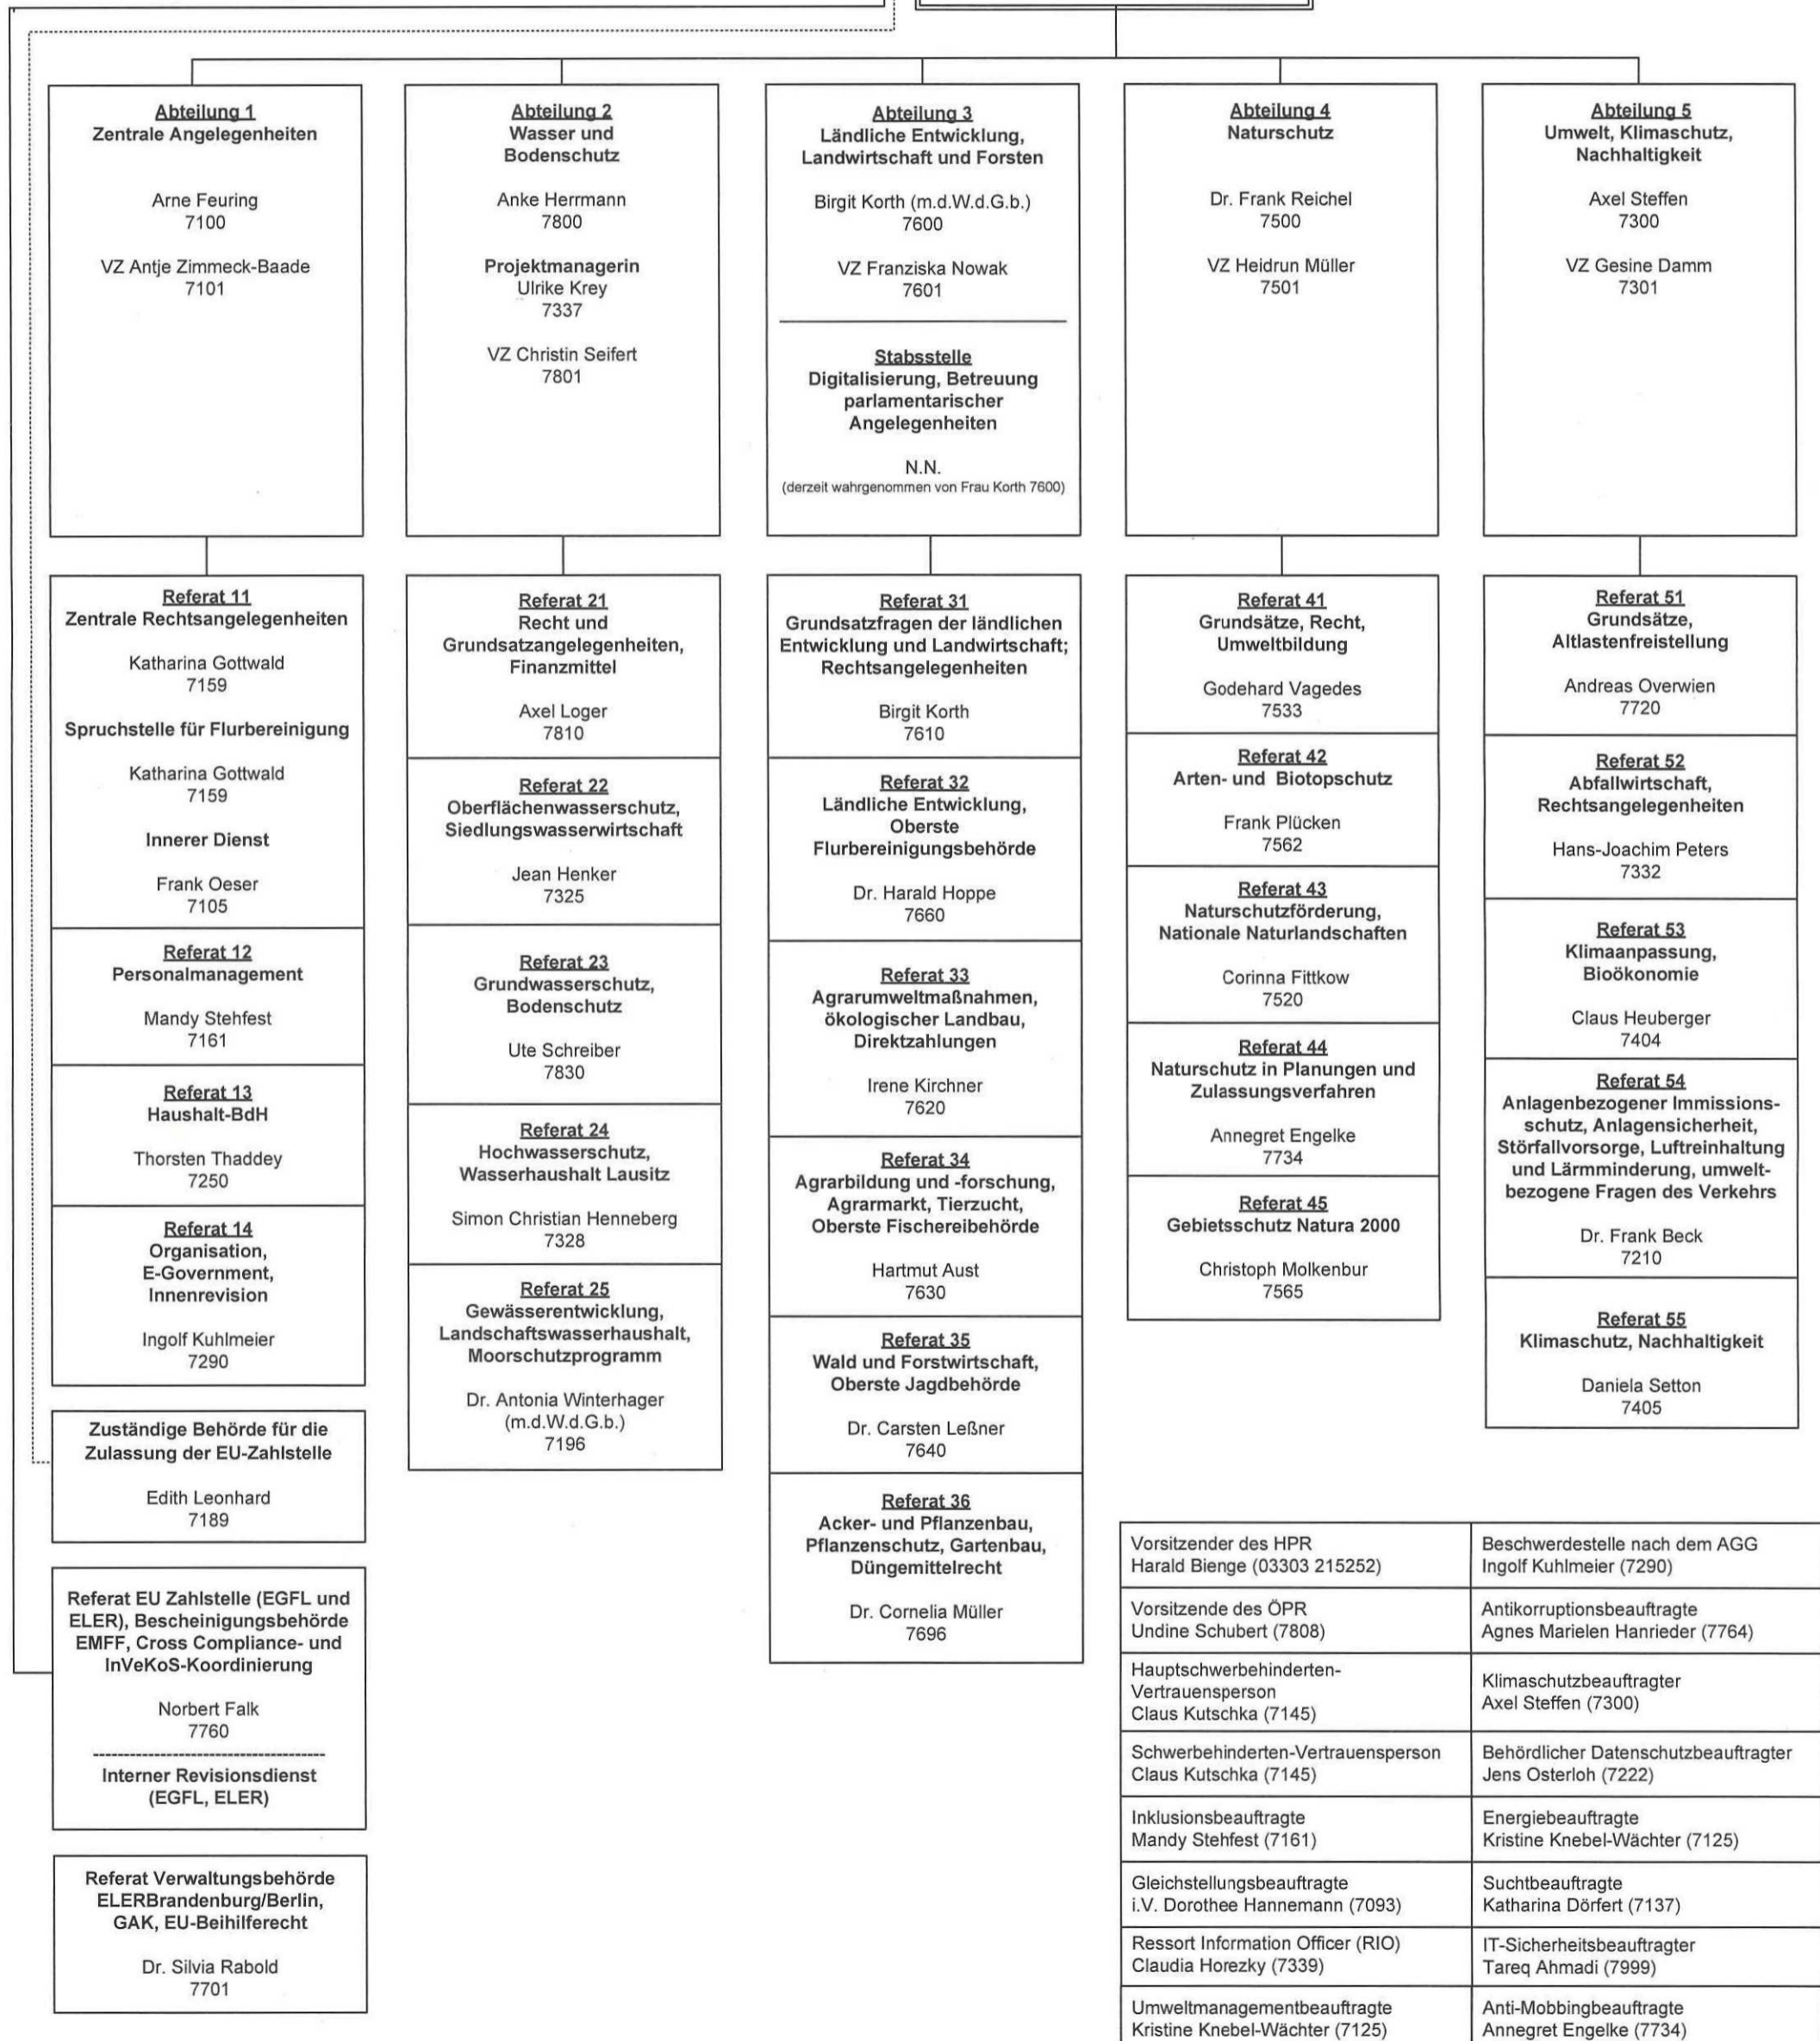 Abteilung 1
Zentrale Angelegenheiten
Arne Feuring
7100
VZ Antje Zimmeck-Baade
7101
Abteilung 2
Wasser und
Bodenschutz
Anke Herrmann
7800
Projektmanagerin
Ulrike Krey
7337
VZ Christin Seifert
7801
Abteilung 3
Ländliche Entwicklung,
Landwirtschaft und Forsten
Birgit Korth (m.d.W.d.G.b.)
7600
VZ Franziska Nowak
7601
Stabsstelle
Digitalisierung, Betreuung
parlamentarischer
Angelegenheiten
N.N.
(derzeit wahrgenommen von Frau Korth 7600)
Abteilung 4
Naturschutz
Dr. Frank Reichel
7500
VZ Heidrun Müller
7501
Abteilung 5
Umwelt, Klimaschutz,
Nachhaltigkeit
Axel Steffen
7300
VZ Gesine Damm
7301
Referat 11
Zentrale Rechtsangelegenheiten
Katharina Gottwald
7159
Spruchstelle für Flurbereinigung
Katharina Gottwald
7159
Innerer Dienst
Frank Oeser
7105
Referat 12
Personalmanagement
Mandy Stehfest
7161
Referat 13
Haushalt-BdH
Thorsten Thaddey
7250
Referat 14
Organisation,
E-Government,
Innenrevision
Ingolf Kuhlmeier
7290
Zuständige Behörde für die
Zulassung der EU-Zahlstelle
Edith Leonhard
7189
Referat EU Zahlstelle (EGFL und
ELER), Bescheinigungsbehörde
EMFF, Cross Compliance- und
InVeKoS-Koordinierung
Norbert Falk
7760
Interner Revisionsdienst
(EGFL, ELER)
Referat Verwaltungsbehörde
ELERBrandenburg/Berlin,
GAK, EU-Beihilferecht
Dr. Silvia Rabold
7701
Referat 21
Recht und
Grundsatzangelegenheiten,
Finanzmittel
Axel Loger
7810
Referat 22
Oberflächenwasserschutz,
Siedlungswasserwirtschaft
Jean Henker
7325
Referat 23
Grundwasserschutz,
Bodenschutz
Ute Schreiber
7830
Referat 24
Hochwasserschutz,
Wasserhaushalt Lausitz
Simon Christian Henneberg
7328
Referat 25
Gewässerentwicklung,
Landschaftswasserhaushalt,
Moorschutzprogramm
Dr. Antonia Winterhager
(m.d.W.d.G.b.)
7196
Referat 31
Grundsatzfragen der ländlichen
Entwicklung und Landwirtschaft;
Rechtsangelegenheiten
Birgit Korth
7610
Referat 32
Ländliche Entwicklung,
Oberste
Flurbereinigungsbehörde
Dr. Harald Hoppe
7660
Referat 33
Agrarumweltmaßnahmen,
ökologischer Landbau,
Direktzahlungen
Irene Kirchner
7620
Referat 34
Agrarbildung und -forschung,
Agrarmarkt, Tierzucht,
Oberste Fischereibehörde
Hartmut Aust
7630
Referat 35
Wald und Forstwirtschaft,
Oberste Jagdbehörde
Dr. Carsten Leßner
7640
Referat 36
Acker- und Pflanzenbau,
Pflanzenschutz, Gartenbau,
Düngemittelrecht
Dr. Cornelia Müller
7696
Referat 41
Grundsätze, Recht,
Umweltbildung
Godehard Vagedes
7533
Referat 42
Arten- und Biotopschutz
Frank Plücken
7562
Referat 43
Naturschutzförderung,
Nationale Naturlandschaften
Corinna Fittkow
7520
Referat 44
Naturschutz in Planungen und
Zulassungsverfahren
Annegret Engelke
7734
Referat 45
Gebietsschutz Natura 2000
Christoph Molkenbur
7565
Referat 51
Grundsätze,
Altlastenfreistellung
Andreas Overwien
7720
Referat 52
Abfallwirtschaft,
Rechtsangelegenheiten
Hans-Joachim Peters
7332
Referat 53
Klimaanpassung,
Bioökonomie
Claus Heuberger
7404
Referat 54
Anlagenbezogener Immissions-
schutz, Anlagensicherheit,
Störfallvorsorge, Luftreinhaltung
und Lärmminderung, umwelt-
bezogene Fragen des Verkehrs
Dr. Frank Beck
7210
Referat 55
Klimaschutz, Nachhaltigkeit
Daniela Setton
7405
Vorsitzender des HPR
Harald Bienge (03303 215252)
Beschwerdestelle nach dem AGG
Ingolf Kuhlmeier (7290)
Vorsitzende des ÖPR
Undine Schubert (7808)
Antikorruptionsbeauftragte
Agnes Marielen Hanrieder (7764)
Hauptschwerbehinderten-
Vertrauensperson
Claus Kutschka (7145)
Klimaschutzbeauftragter
Axel Steffen (7300)
Schwerbehinderten-Vertrauensperson
Claus Kutschka (7145)
Behördlicher Datenschutzbeauftragter
Jens Osterloh (7222)
Inklusionsbeauftragte
Mandy Stehfest (7161)
Energiebeauftragte
Kristine Knebel-Wächter (7125)
Gleichstellungsbeauftragte
i.V. Dorothee Hannemann (7093)
Suchtbeauftragte
Katharina Dörfert (7137)
Ressort Information Officer (RIO)
Claudia Horezky (7339)
IT-Sicherheitsbeauftragter
Tareq Ahmadi (7999)
Umweltmanagementbeauftragte
Kristine Knebel-Wächter (7125)
Anti-Mobbingbeauftragte
Annegret Engelke (7734)